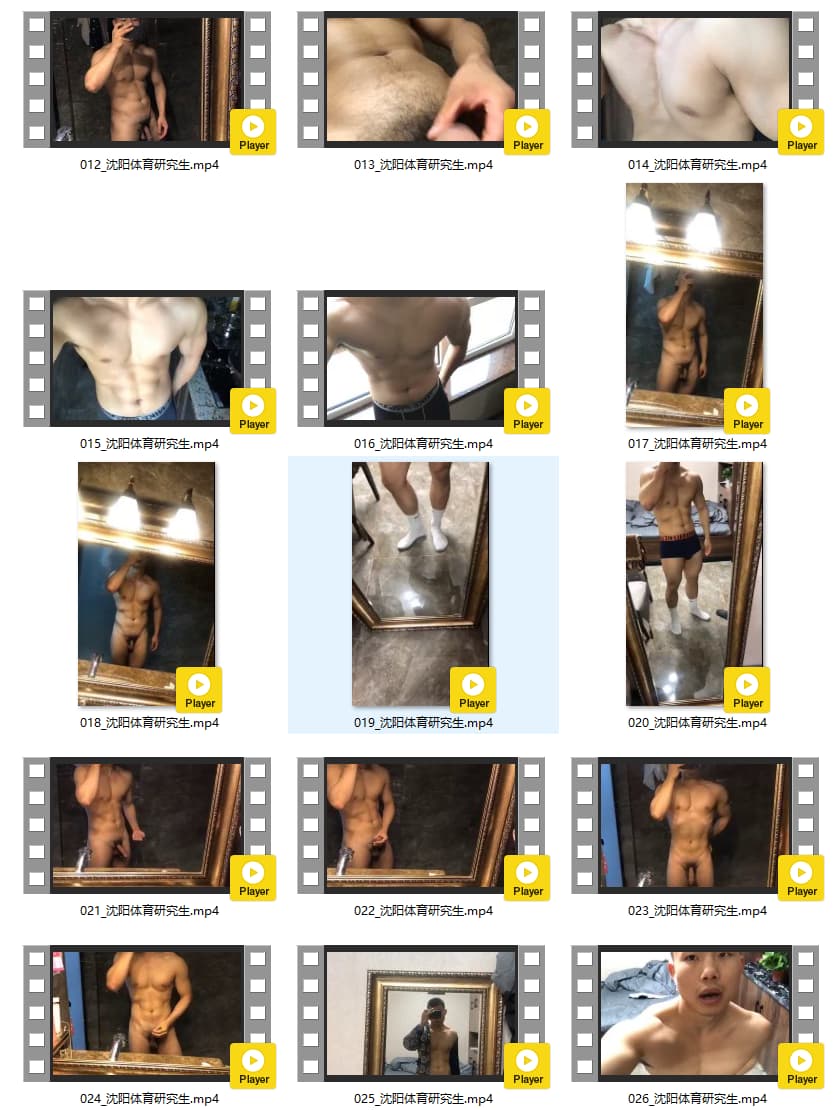 Player
Player
Player
012_沈阳体育研究生.mp4
013_沈阳体育研究生.mp4
014_沈阳体育研究生.mp4
Player
Player
Player
015_沈阳体育研究生.mp4
016_沈阳体育研究生.mp4
017_沈阳体育研究生.mp4
Player
Player
Player
018_沈阳体育研究生.mp4
019_沈阳体育研究生.mp4
020_沈阳体育研究生.mp4
Player
Player
Player
021_沈阳体育研究生.mp4
022_沈阳体育研究生.mp4
023_沈阳体育研究生.mp4
Player
Player
Player
024_沈阳体育研究生.mp4
025_沈阳体育研究生.mp4
026_沈阳体育研究生.mp4